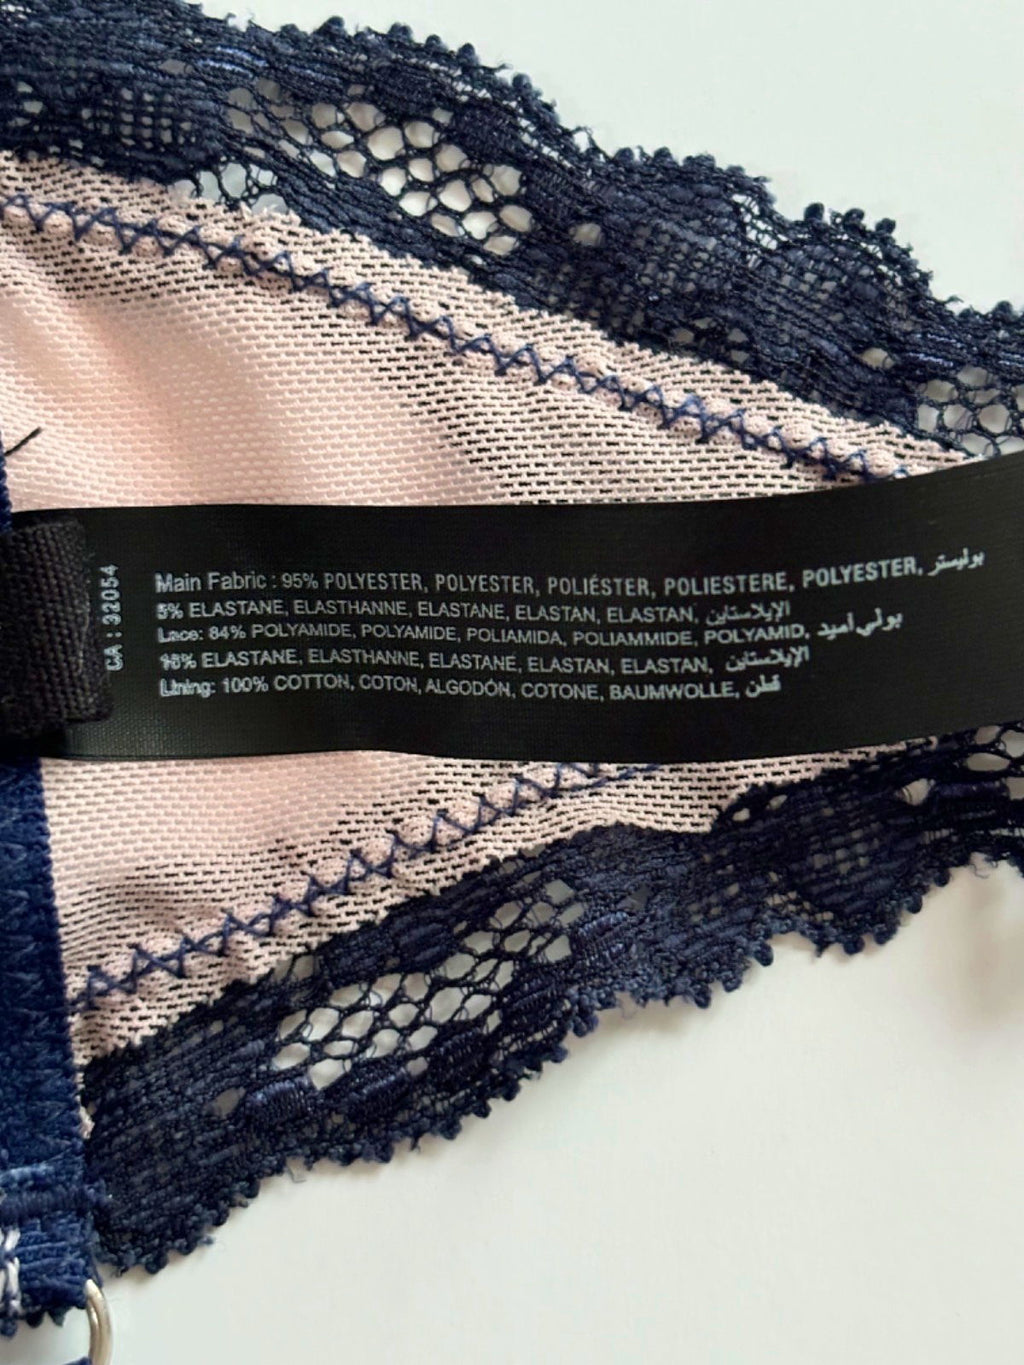 CA : 32054
Main Fabric : 95% POLYESTER, POLYESTER, POLIÉSTER, POLIESTERE, POLYESTER, بوليستر
5% ELASTANE, ELASTHANNE, ELASTANE, ELASTAN, ELASTAN, الإيلاستاين
Lace: 84% POLYAMIDE, POLYAMIDE, POLIAMIDA, POLIAMMIDE, POLYAMID, بولي أميد
16% ELASTANE, ELASTHANNE, ELASTANE, ELASTAN, ELASTAN, الإيلاستاين
Lining: 100% COTTON, COTON, ALGODÓN, COTONE, BAUMWOLLE, قطن